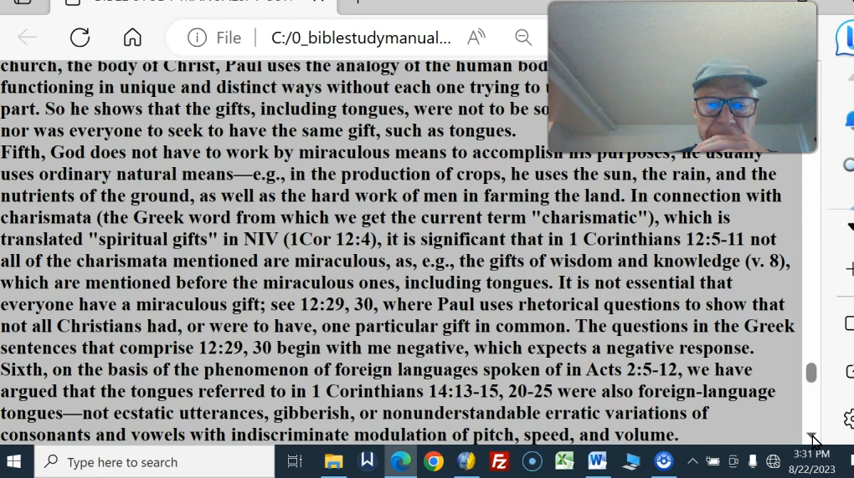 BIBLE STUDY MANUALS
File
C:/0_biblestudymanual...
church, the body of Christ, Paul uses the analogy of the human
functioning in unique and distinct ways without each one trying to
part. So he shows that the gifts, including tongues, were not to be
nor was everyone to seek to have the same gift, such as tongues.
Fifth, God does not have to work by miraculous means to accomplish his purposes; he usually
uses ordinary natural means—e.g., in the production of crops, he uses the sun, the rain, and the
nutrients of the ground, as well as the hard work of men in farming the land. In connection with
charismata (the Greek word from which we get the current term "charismatic"), which is
translated "spiritual gifts" in NIV (1Cor 12:4), it is significant that in 1 Corinthians 12:5-11 not
all of the charismata mentioned are miraculous, as, e.g., the gifts of wisdom and knowledge (v. 8),
which are mentioned before the miraculous ones, including tongues. It is not essential that
everyone have a miraculous gift; see 12:29, 30, where Paul uses rhetorical questions to show that
not all Christians had, or were to have, one particular gift in common. The questions in the Greek
sentences that comprise 12:29, 30 begin with me negative, which expects a negative response.
Sixth, on the basis of the phenomenon of foreign languages spoken of in Acts 2:5-12, we have
argued that the tongues referred to in 1 Corinthians 14:13-15, 20-25 were also foreign-language
tongues—not ecstatic utterances, gibberish, or nonunderstandable erratic variations of
consonants and vowels with indiscriminate modulation of pitch, speed, and volume.
Type here to search
3:31 PM
8/22/2023